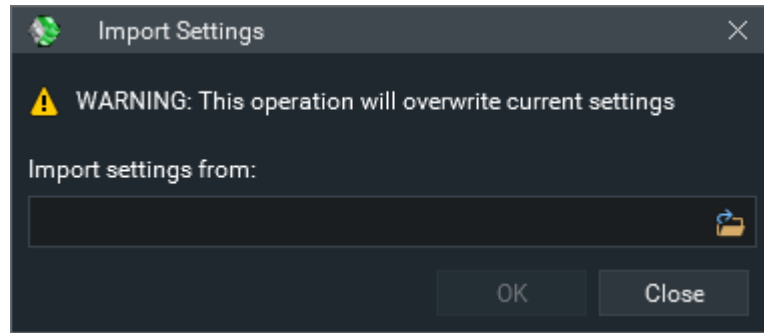 Import Settings
WARNING: This operation will overwrite current settings
Import settings from:
OK
Close